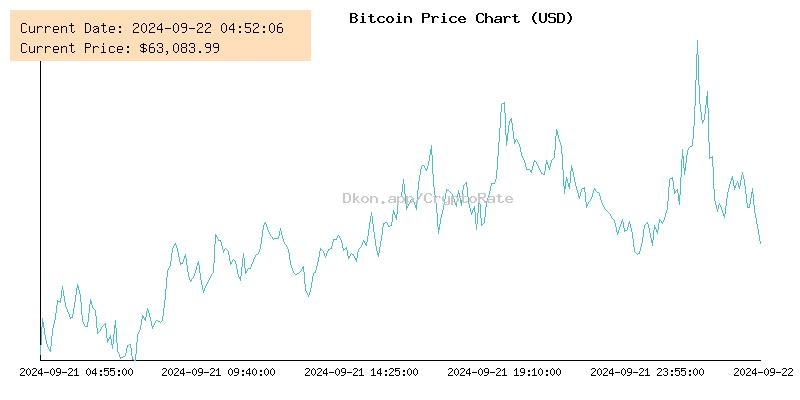 Bitcoin Price Chart (USD)
Current Date: 2024-09-22 04:52:06
Current Price: $63,083.99
Dkon.app/CryptoRate
2024-09-21 04:55:00 2024-09-21 09:40:00 2024-09-21 14:25:00 2024-09-21 19:10:00 2024-09-21 23:55:00 2024-09-22